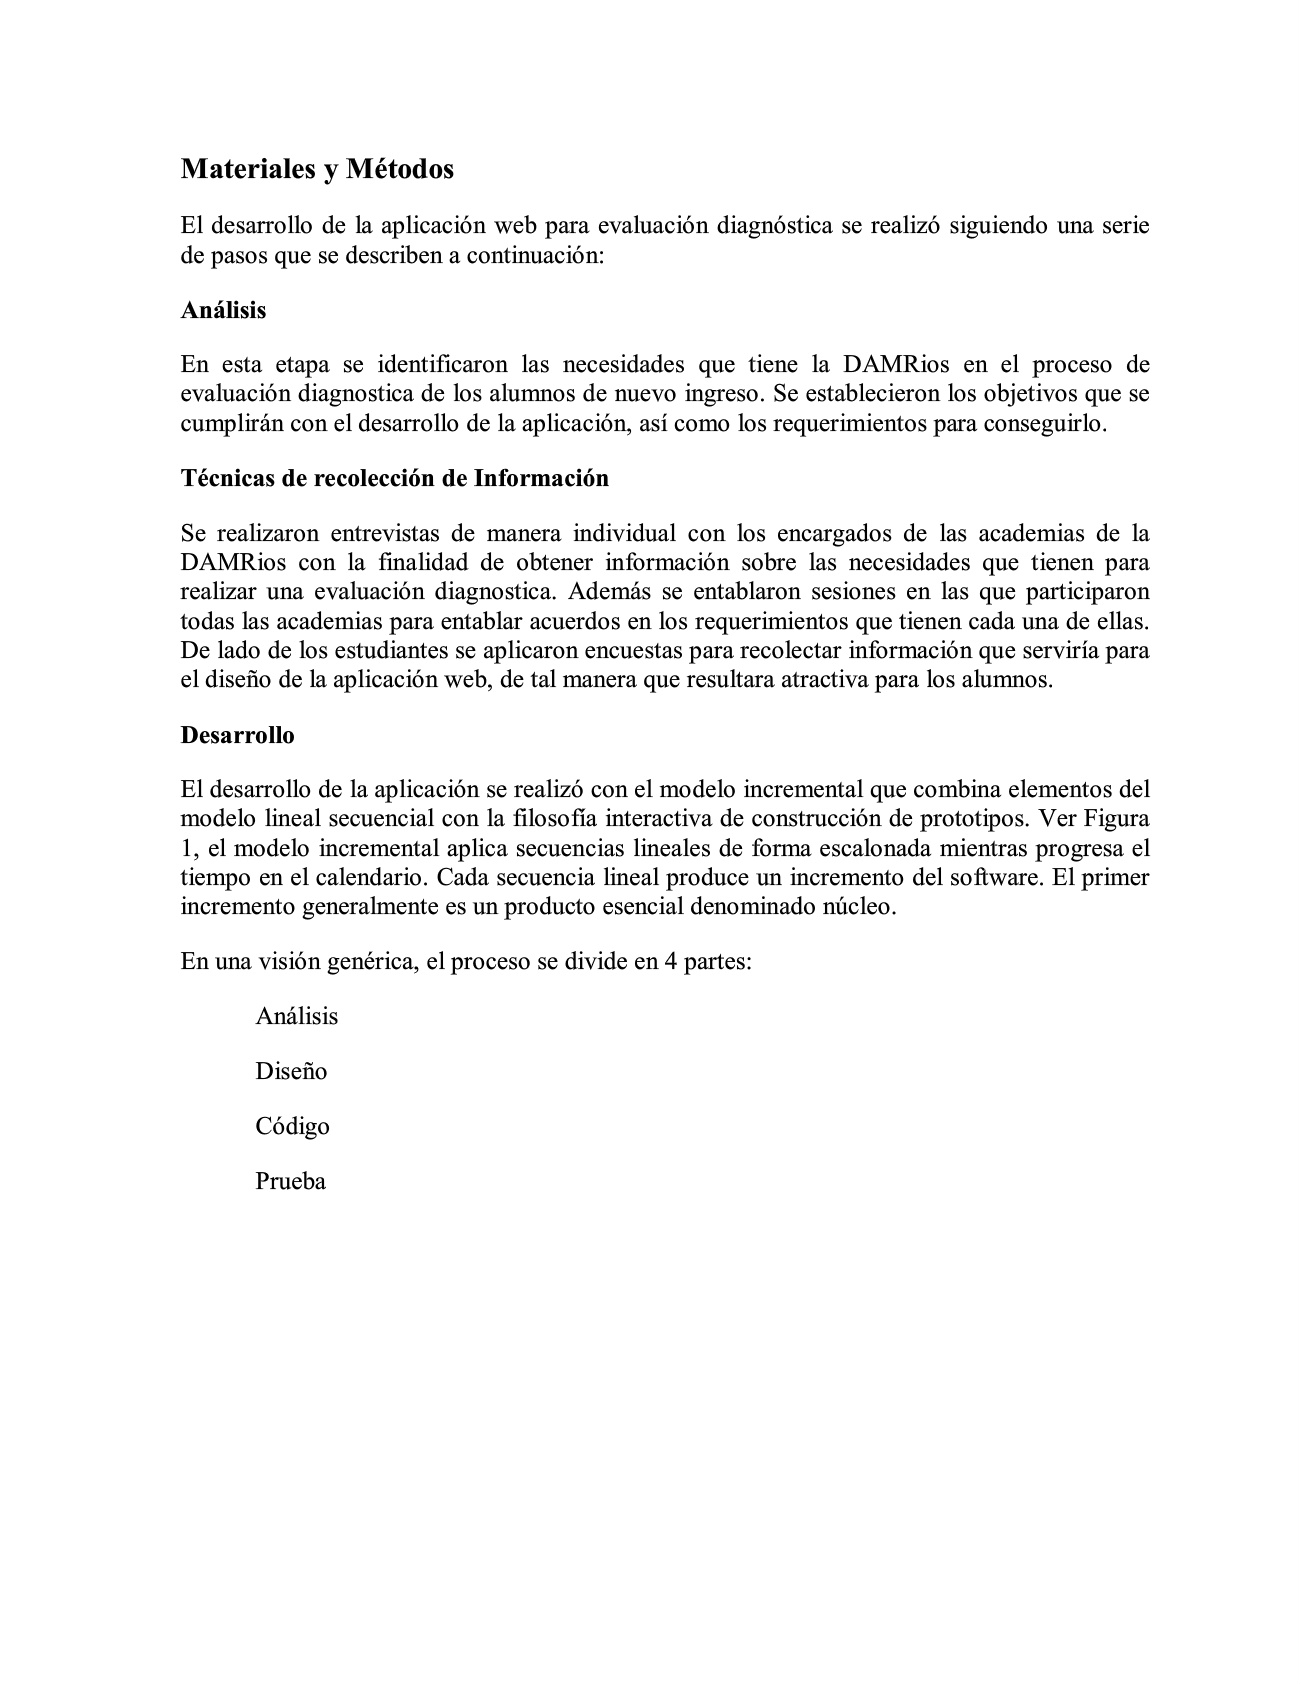 Materiales y Métodos
El desarrollo de la aplicación web para evaluación diagnóstica se realizó siguiendo una serie
de pasos que se describen a continuación:
Análisis
En esta etapa se identificaron las necesidades que tiene la DAMRios en el proceso de
evaluación diagnostica de los alumnos de nuevo ingreso. Se establecieron los objetivos que se
cumplirán con el desarrollo de la aplicación, así como los requerimientos para conseguirlo.
Técnicas de recolección de Información
Se realizaron entrevistas de manera individual con los encargados de las academias de la
DAMRios con la finalidad de obtener información sobre las necesidades que tienen para
realizar una evaluación diagnostica. Además se entablaron sesiones en las que participaron
todas las academias para entablar acuerdos en los requerimientos que tienen cada una de ellas.
De lado de los estudiantes se aplicaron encuestas para recolectar información que serviría para
el diseño de la aplicación web, de tal manera que resultara atractiva para los alumnos.
Desarrollo
El desarrollo de la aplicación se realizó con el modelo incremental que combina elementos del
modelo lineal secuencial con la filosofía interactiva de construcción de prototipos. Ver Figura
1, el modelo incremental aplica secuencias lineales de forma escalonada mientras progresa el
tiempo en el calendario. Cada secuencia lineal produce un incremento del software. El primer
incremento generalmente es un producto esencial denominado núcleo.
En una visión genérica, el proceso se divide en 4 partes:
Análisis
Diseño
Código
Prueba